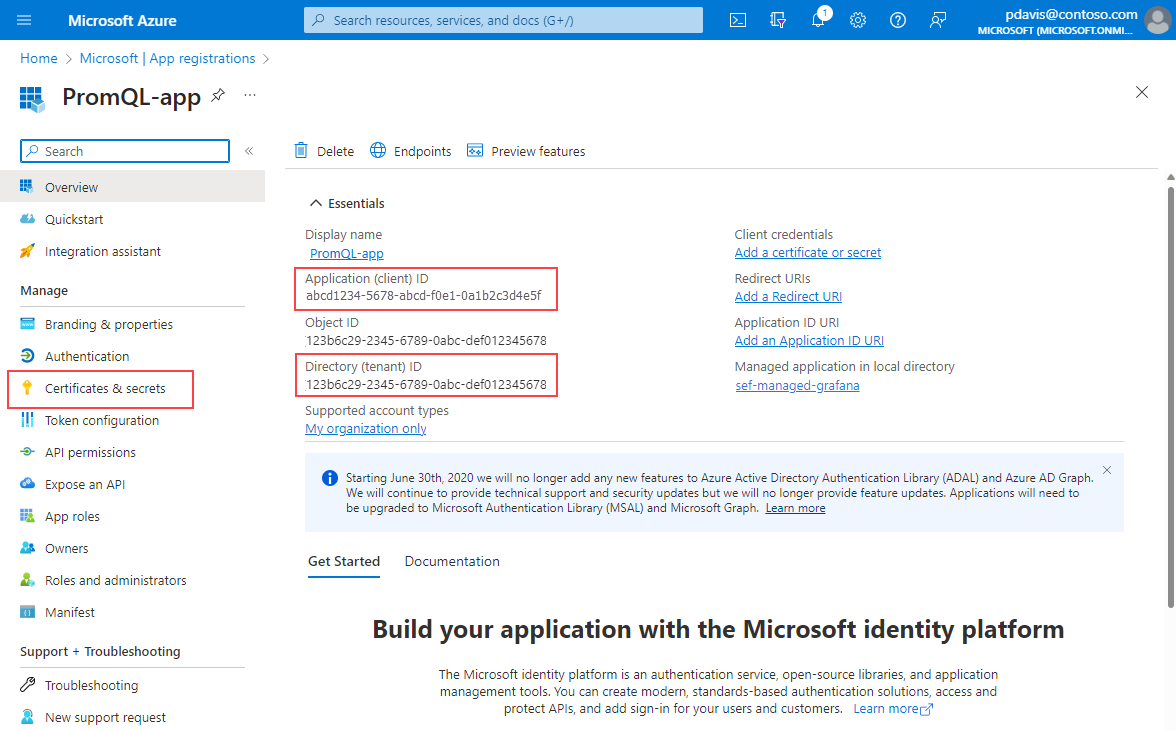 Microsoft Azure
Search resources, services, and docs (G+/)
1
pdavis@contoso.com
MICROSOFT (MICROSOFT.ONMI...
Home > Microsoft | App registrations >
PromQL-app
...
Search
«
Overview
Quickstart
Integration assistant
Manage
Branding & properties
Authentication
Certificates & secrets
Token configuration
API permissions
Expose an API
App roles
Owners
Roles and administrators
Manifest
Support + Troubleshooting
Troubleshooting
New support request
Delete
Endpoints
Preview features
Essentials
Display name
PromQL-app
Application (client) ID
abcd1234-5678-abcd-f0e1-0a1b2c3d4e5f
Object ID
123b6c29-2345-6789-0abc-def012345678
Directory (tenant) ID
123b6c29-2345-6789-0abc-def012345678
Supported account types
My organization only
Client credentials
Add a certificate or secret
Redirect URIs
Add a Redirect URI
Application ID URI
Add an Application ID URI
Managed application in local directory
sef-managed-grafana
Starting June 30th, 2020 we will no longer add any new features to Azure Active Directory Authentication Library (ADAL) and Azure AD Graph.
We will continue to provide technical support and security updates but we will no longer provide feature updates. Applications will need
to be upgraded to Microsoft Authentication Library (MSAL) and Microsoft Graph. Learn more
Get Started
Documentation
Build your application with the Microsoft identity platform
The Microsoft identity platform is an authentication service, open-source libraries, and application
management tools. You can create modern, standards-based authentication solutions, access and
protect APIs, and add sign-in for your users and customers. Learn more